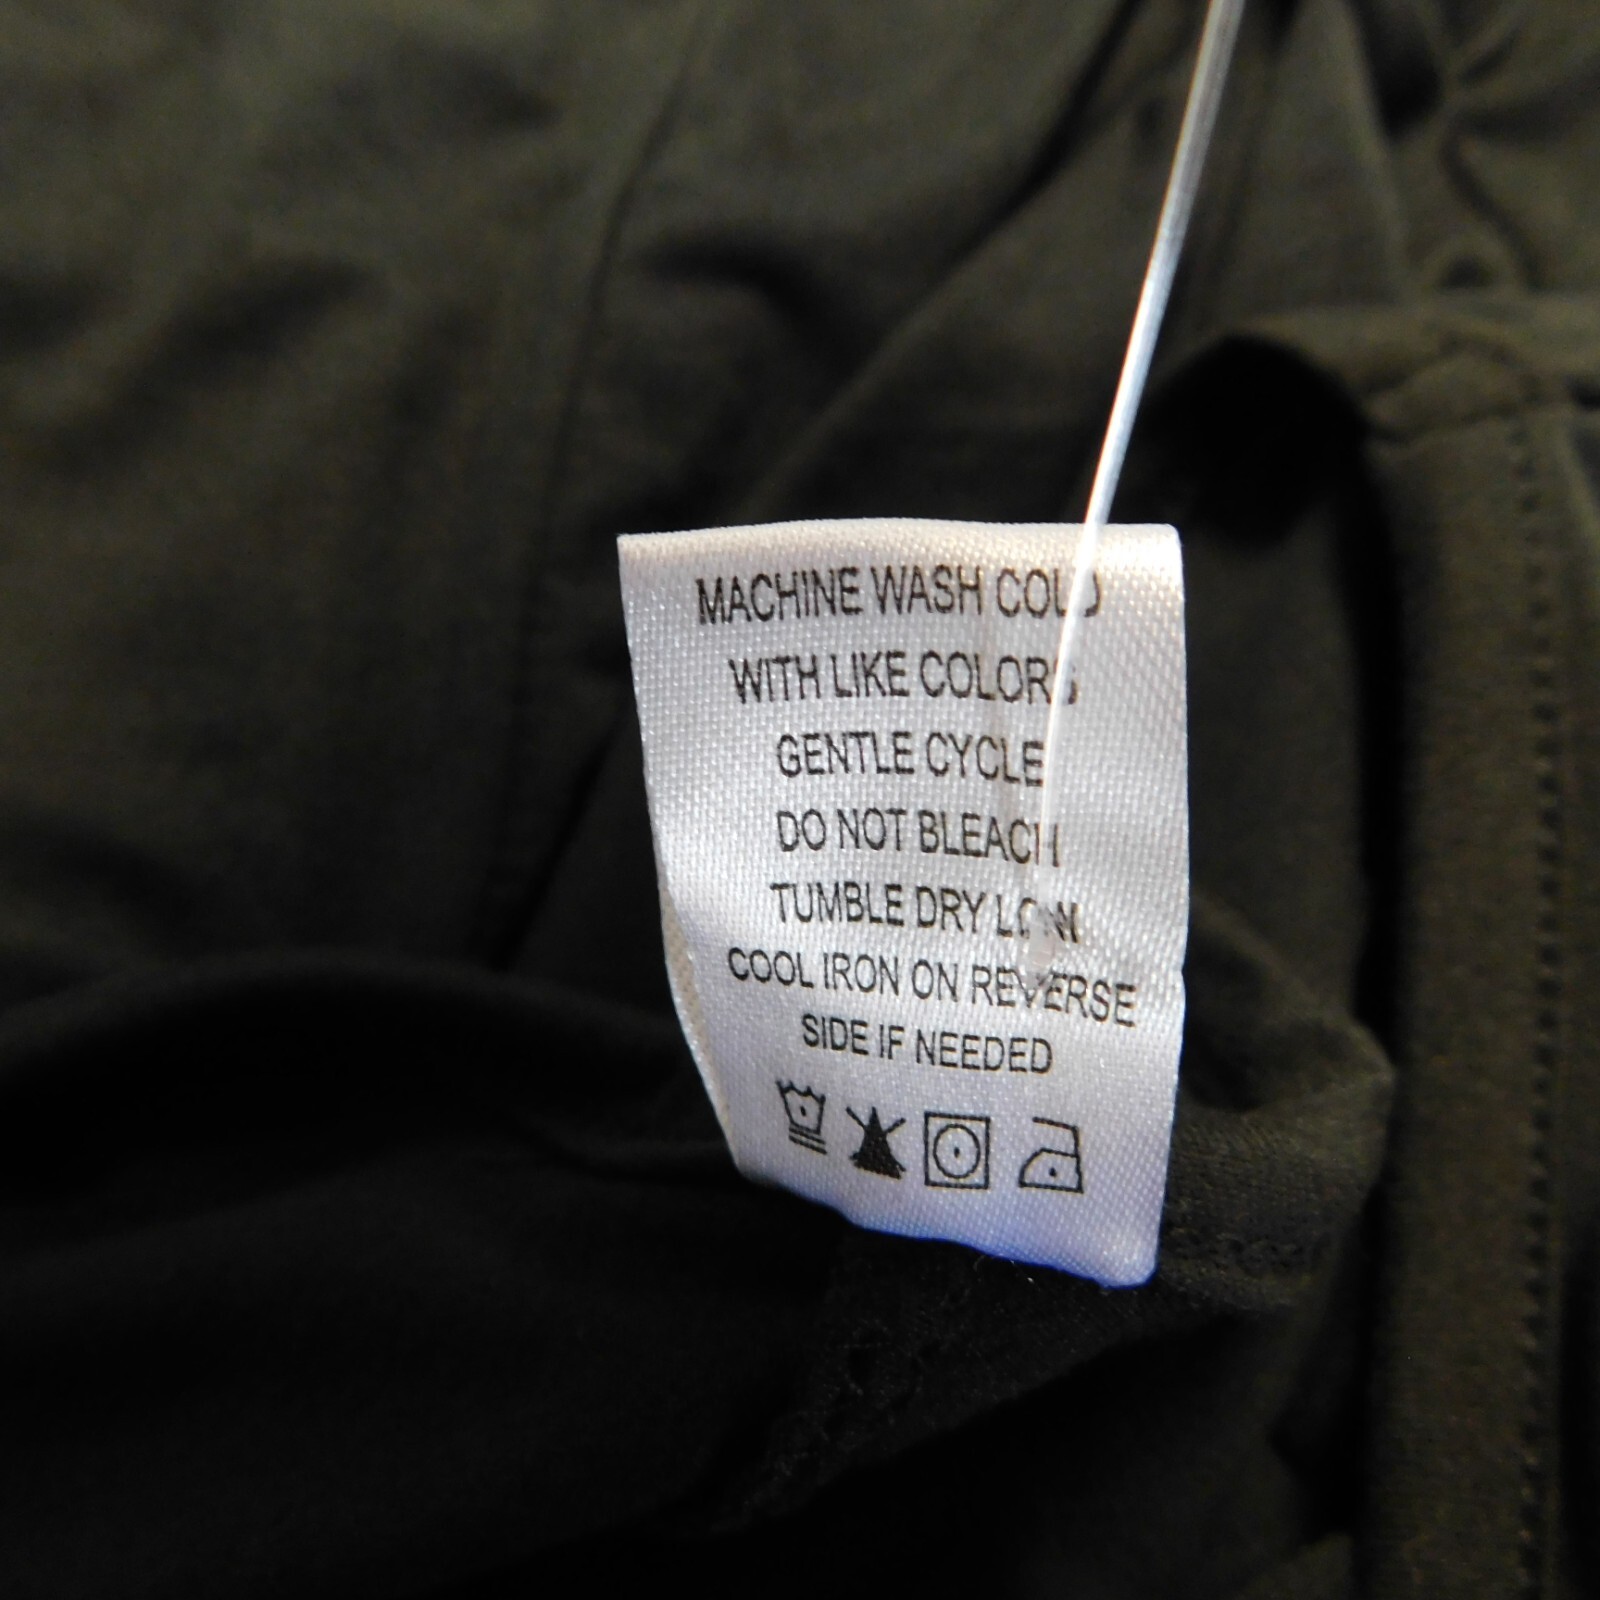 MACHINE WASH COLD
WITH LIKE COLORS
GENTLE CYCLE
DO NOT BLEACH
TUMBLE DRY LOW
COOL IRON ON REVERSE
SIDE IF NEEDED